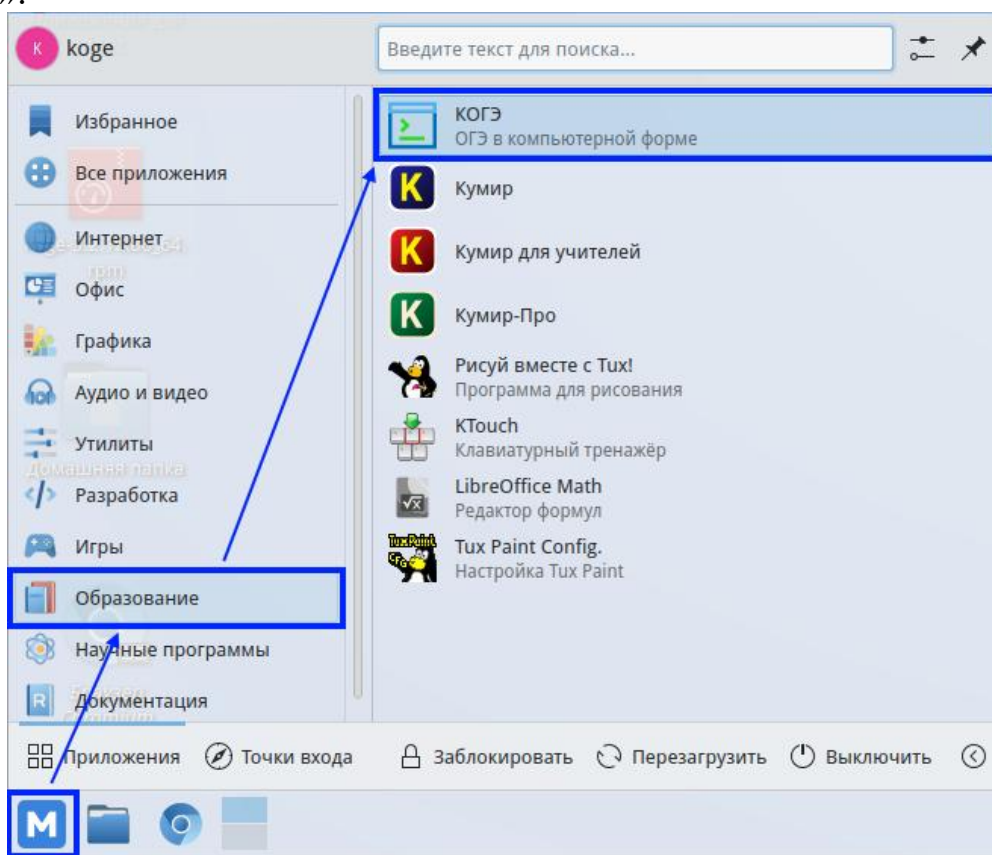 ».
K koge
Введите текст для поиска...
Избранное
Все приложения
Интернет
Офис
Графика
Аудио и видео
Утилиты
Домашняя папка
Разработка
Игры
Образование
Научные программы
Документация
КОГЭ
ОГЭ в компьютерной форме
Кумир
Кумир для учителей
Кумир-Про
Рисуй вместе с Tux!
Программа для рисования
KTouch
Клавиатурный тренажёр
LibreOffice Math
Редактор формул
Tux Paint Config.
Настройка Tux Paint
Приложения Точки входа Заблокировать Перезагрузить Выключить
M